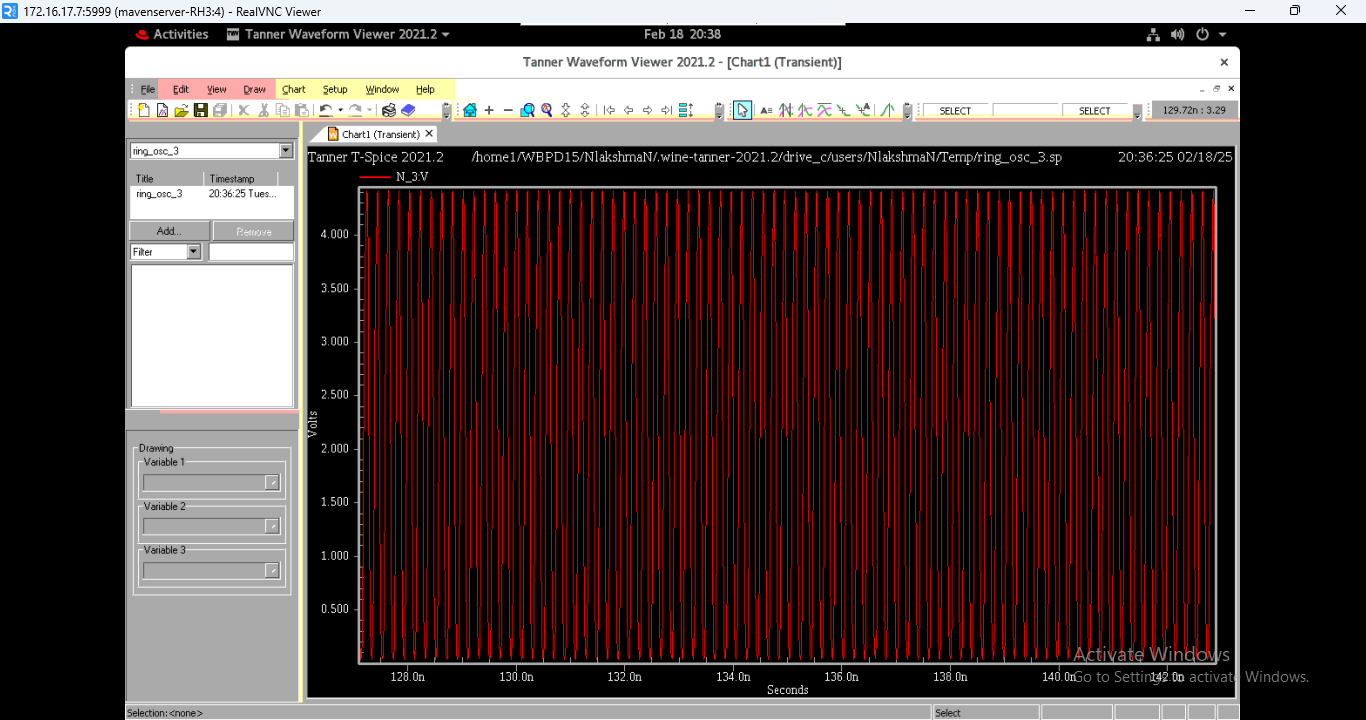 172.16.17.7:5999 (mavenserver-RH3:4) - RealVNC Viewer
Activities
Tanner Waveform Viewer 2021.2
Feb 18 20:38
Tanner Waveform Viewer 2021.2 - [Chart1 (Transient)]
File Edit View Draw Chart Setup Window Help
SELECT SELECT 129.72n : 3.29
Chart1 (Transient)
ring_osc_3
Title Timestamp
ring_osc_3 20:36:25 Tues...
Add... Remove
Filter
Drawing
Variable 1
Variable 2
Variable 3
Tanner T-Spice 2021.2 /home1/WBPD15/NlakshmaN/.wine-tanner-2021.2/drive_c/users/NlakshmaN/Temp/ring_osc_3.sp 20:36:25 02/18/25
N_3:V
4.000
3.500
3.000
2.500
Volts
2.000
1.500
1.000
0.500
128.0n 130.0n 132.0n 134.0n 136.0n 138.0n 140.0n 142.0n
Seconds
Activate Windows
Go to Settings to activate Windows.
Selection: <none> Select